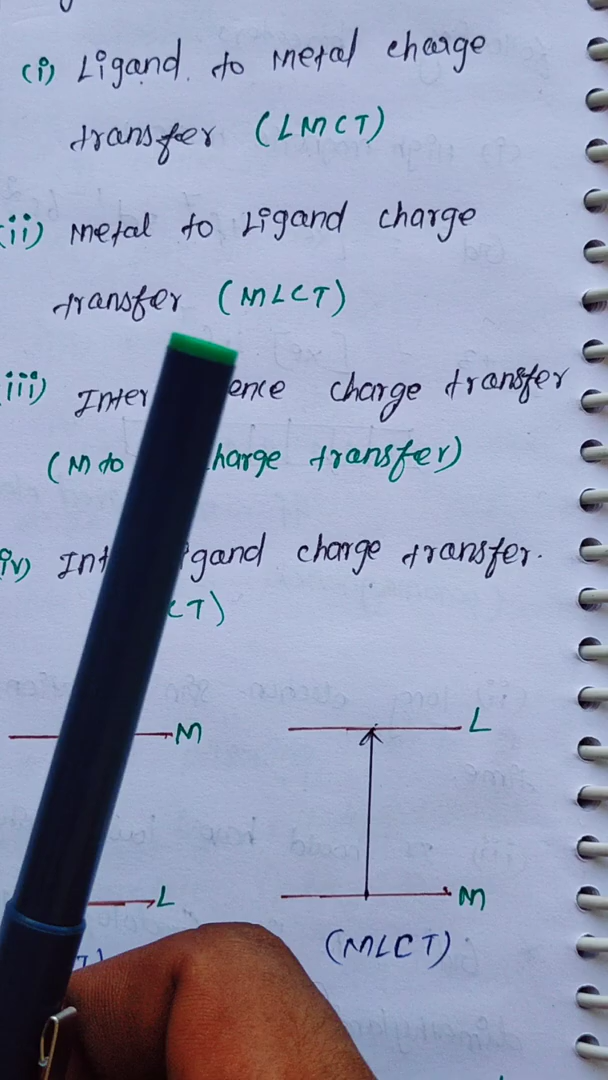 (i) Ligand to metal charge
transfer (LMCT)
(ii) metal to Ligand charge
transfer (MLCT)
(iii) Inter ence charge transfer
(M to harge transfer)
(iv) Int gand charge transfer.
CT)
M L
L M
(MLCT)